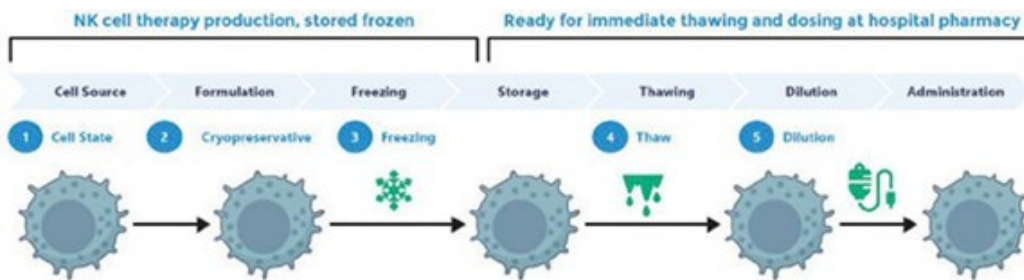 NK cell therapy production, stored frozen
Ready for immediate thawing and dosing at hospital pharmacy
Cell Source
Formulation
Freezing
Storage
Thawing
Dilution
Administration
1 Cell State
2 Cryopreservative
3 Freezing
4 Thaw
5 Dilution